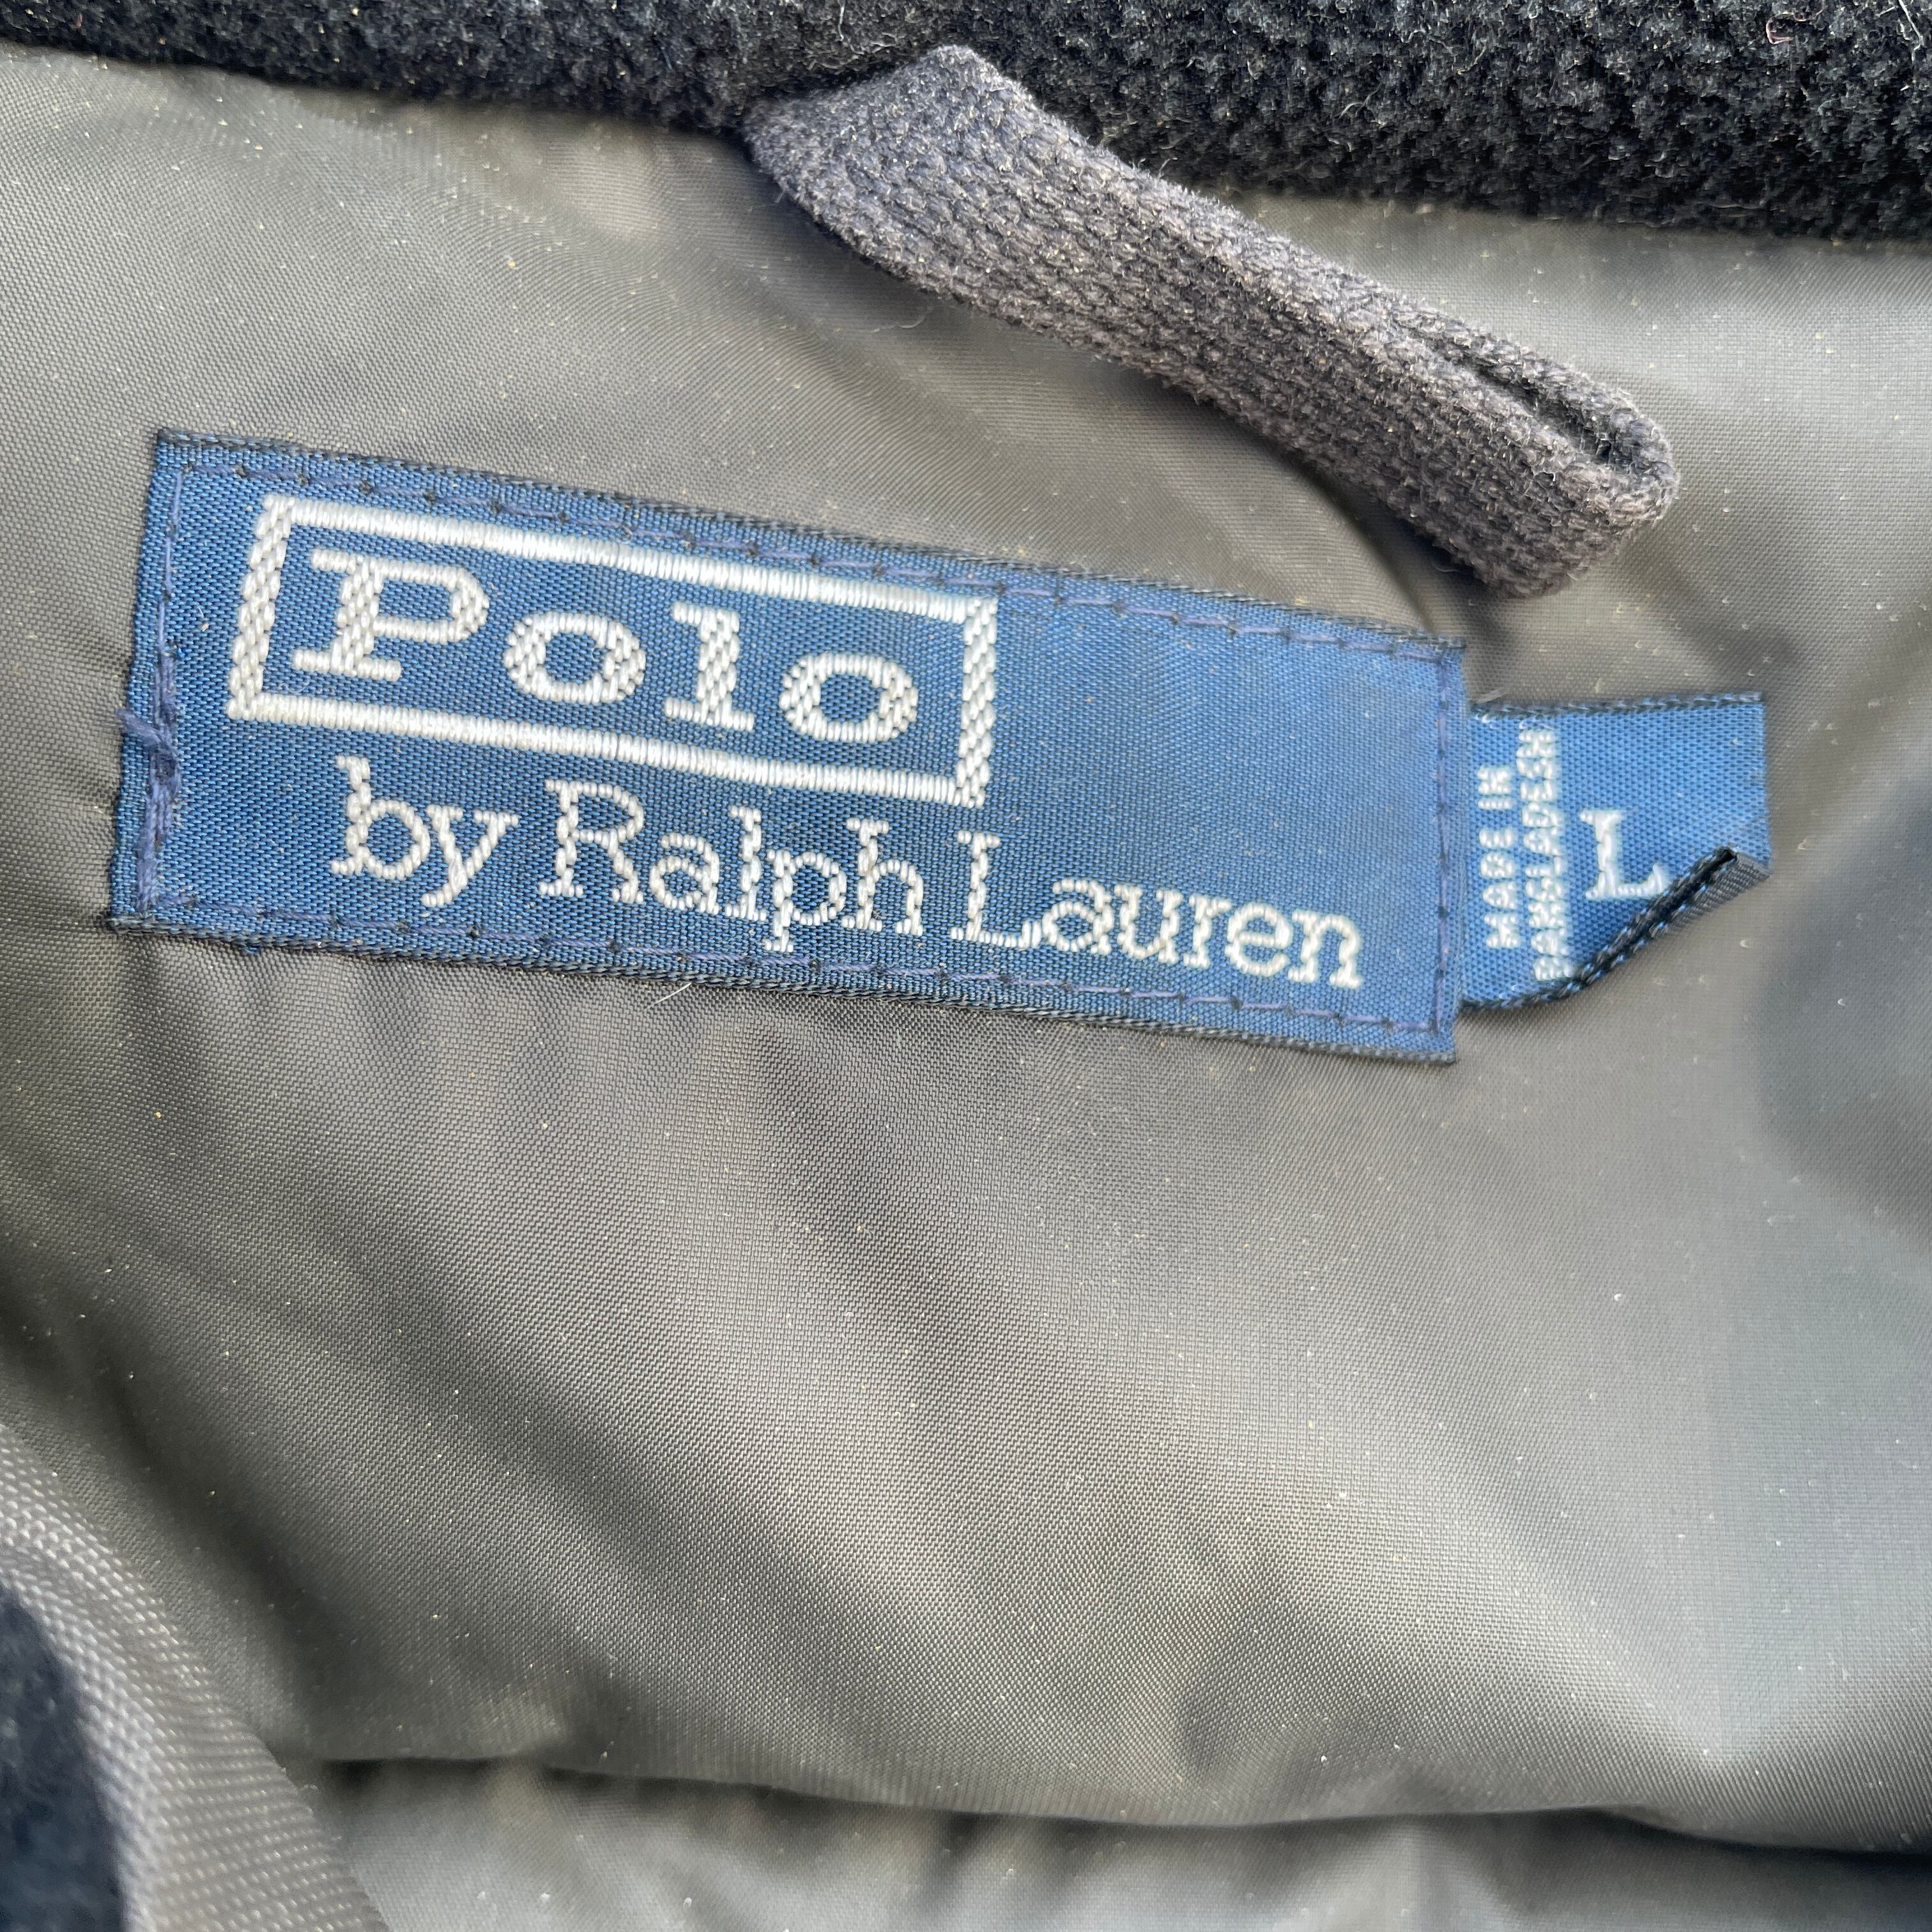 Polo
by Ralph Lauren
MADE IN
BANGLADESH
L